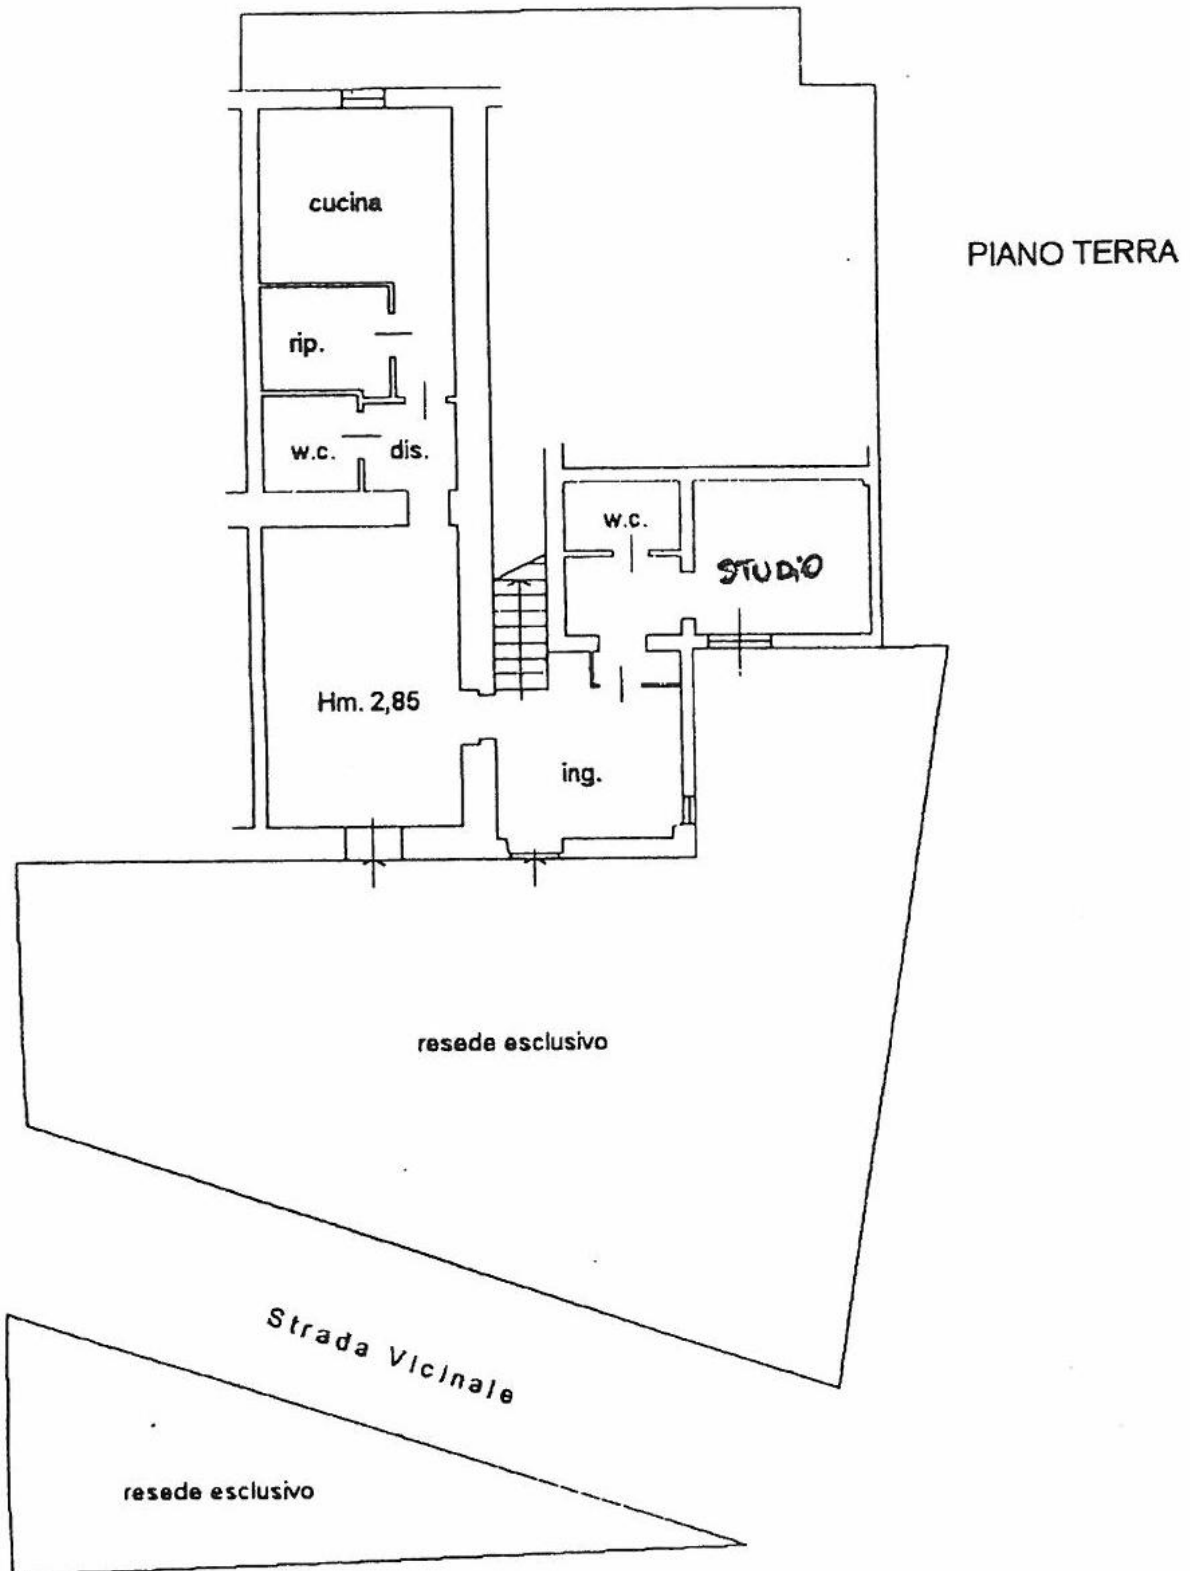 cucina
PIANO TERRA
rip.
w.c.
dis.
w.c.
STUDiO
Hm. 2,85
ing.
resede esclusivo
Strada Vicinale
resede esclusivo